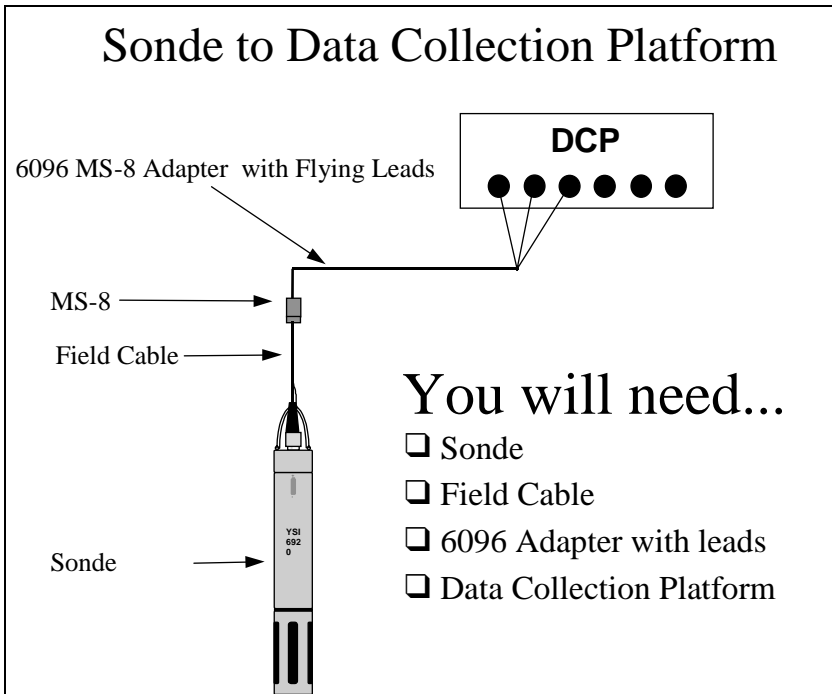 Sonde to Data Collection Platform
DCP
6096 MS-8 Adapter with Flying Leads
MS-8
Field Cable
You will need...
❑ Sonde
❑ Field Cable
❑ 6096 Adapter with leads
❑ Data Collection Platform
YSI
692
0
Sonde